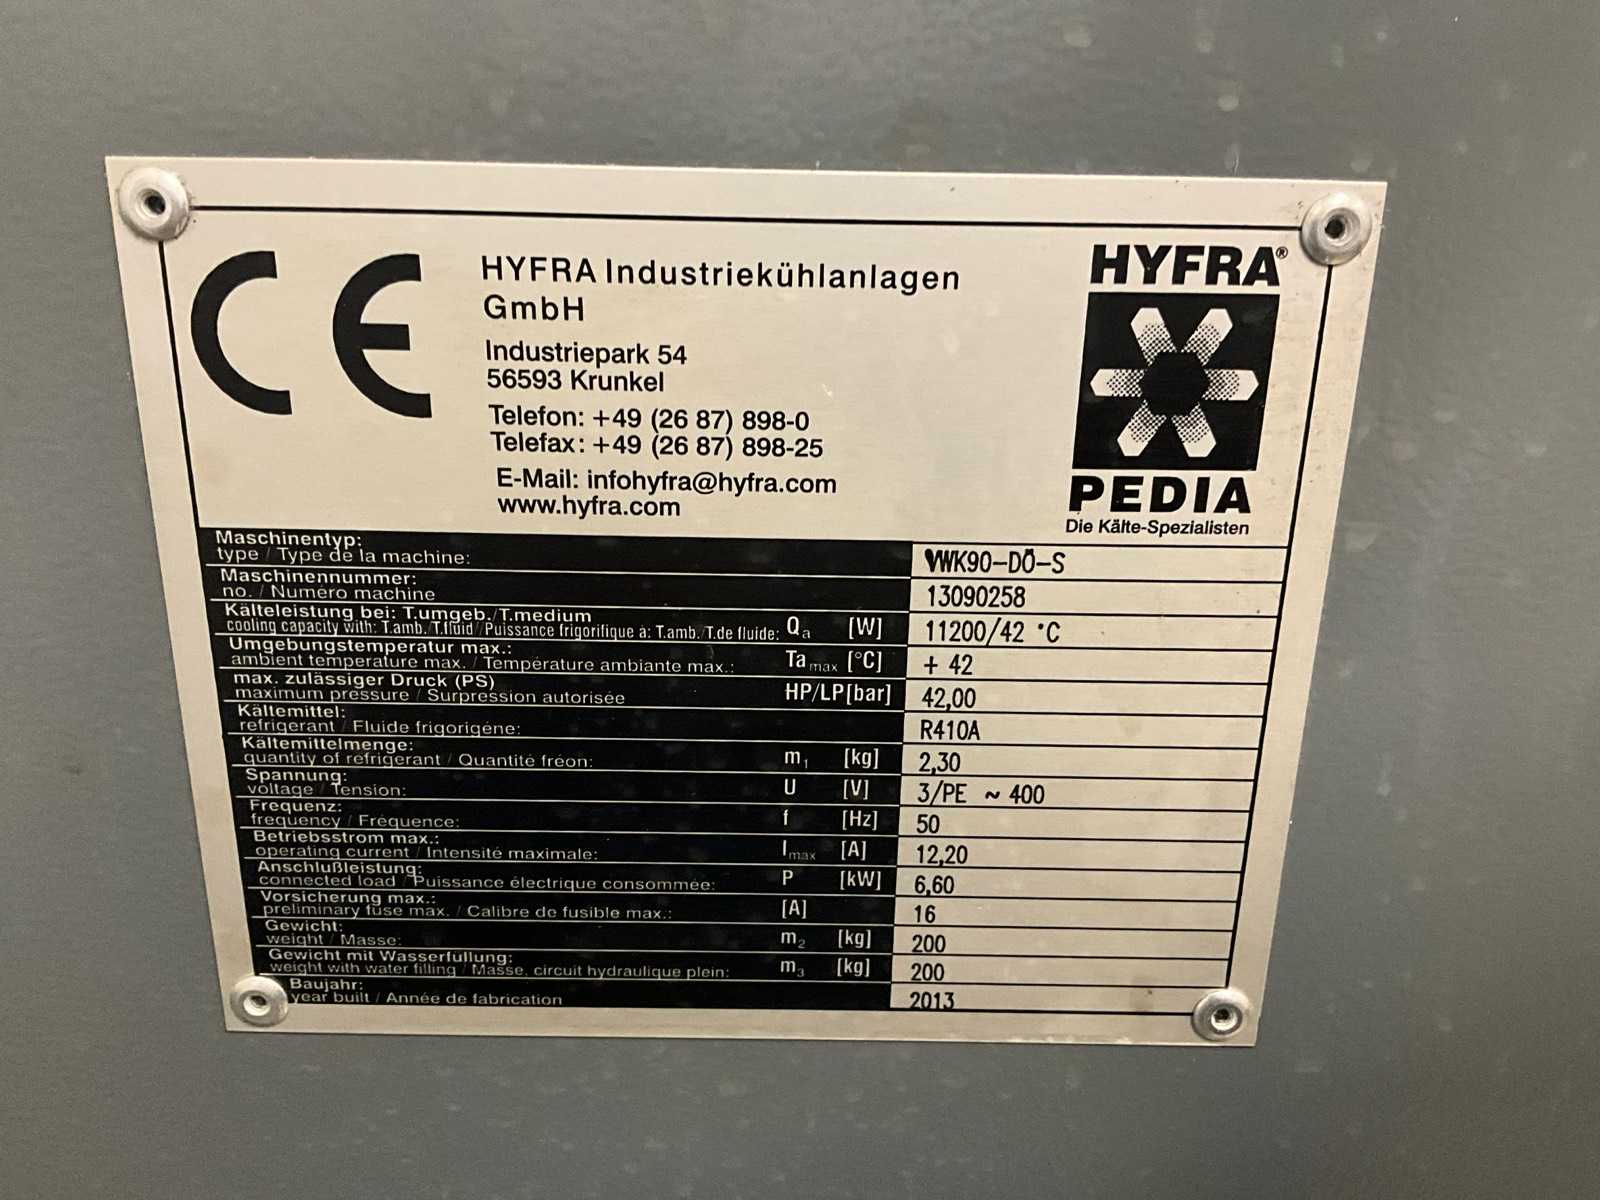 CE
HYFRA Industriekühlanlagen
GmbH
Industriepark 54
56593 Krunkel
Telefon: +49 (26 87) 898-0
Telefax: +49 (26 87) 898-25
E-Mail: infohyfra@hyfra.com
www.hyfra.com
HYFRA®
PEDIA
Die Kälte-Spezialisten
Maschinentyp:
type / Type de la machine: VWK90-DÖ-S
Maschinennummer:
no. / Numéro machine 13090258
Kälteleistung bei: T.umgeb./T.medium
cooling capacity with: T.amb./T.fluid / Puissance frigorifique à: T.amb./T.de fluide: Qa [W] 11200/42 °C
Umgebungstemperatur max.:
ambient temperature max. / Température ambiante max.: Ta max [°C] + 42
max. zulässiger Druck (PS)
maximum pressure / Surpression autorisée HP/LP[bar] 42,00
Kältemittel:
refrigerant / Fluide frigorigéne: R410A
Kältemittelmenge:
quantity of refrigerant / Quantité fréon: m1 [kg] 2,30
Spannung:
voltage / Tension: U [V] 3/PE ~ 400
Frequenz:
frequency / Fréquence: f [Hz] 50
Betriebsstrom max.:
operating current / Intensité maximale: Imax [A] 12,20
Anschlußleistung:
connected load / Puissance électrique consommée: P [kW] 6,60
Vorsicherung max.:
preliminary fuse max. / Calibre de fusible max.: [A] 16
Gewicht:
weight / Masse: m2 [kg] 200
Gewicht mit Wasserfüllung:
weight with water filling / Masse, circuit hydraulique plein: m3 [kg] 200
Baujahr:
year built / Année de fabrication 2013